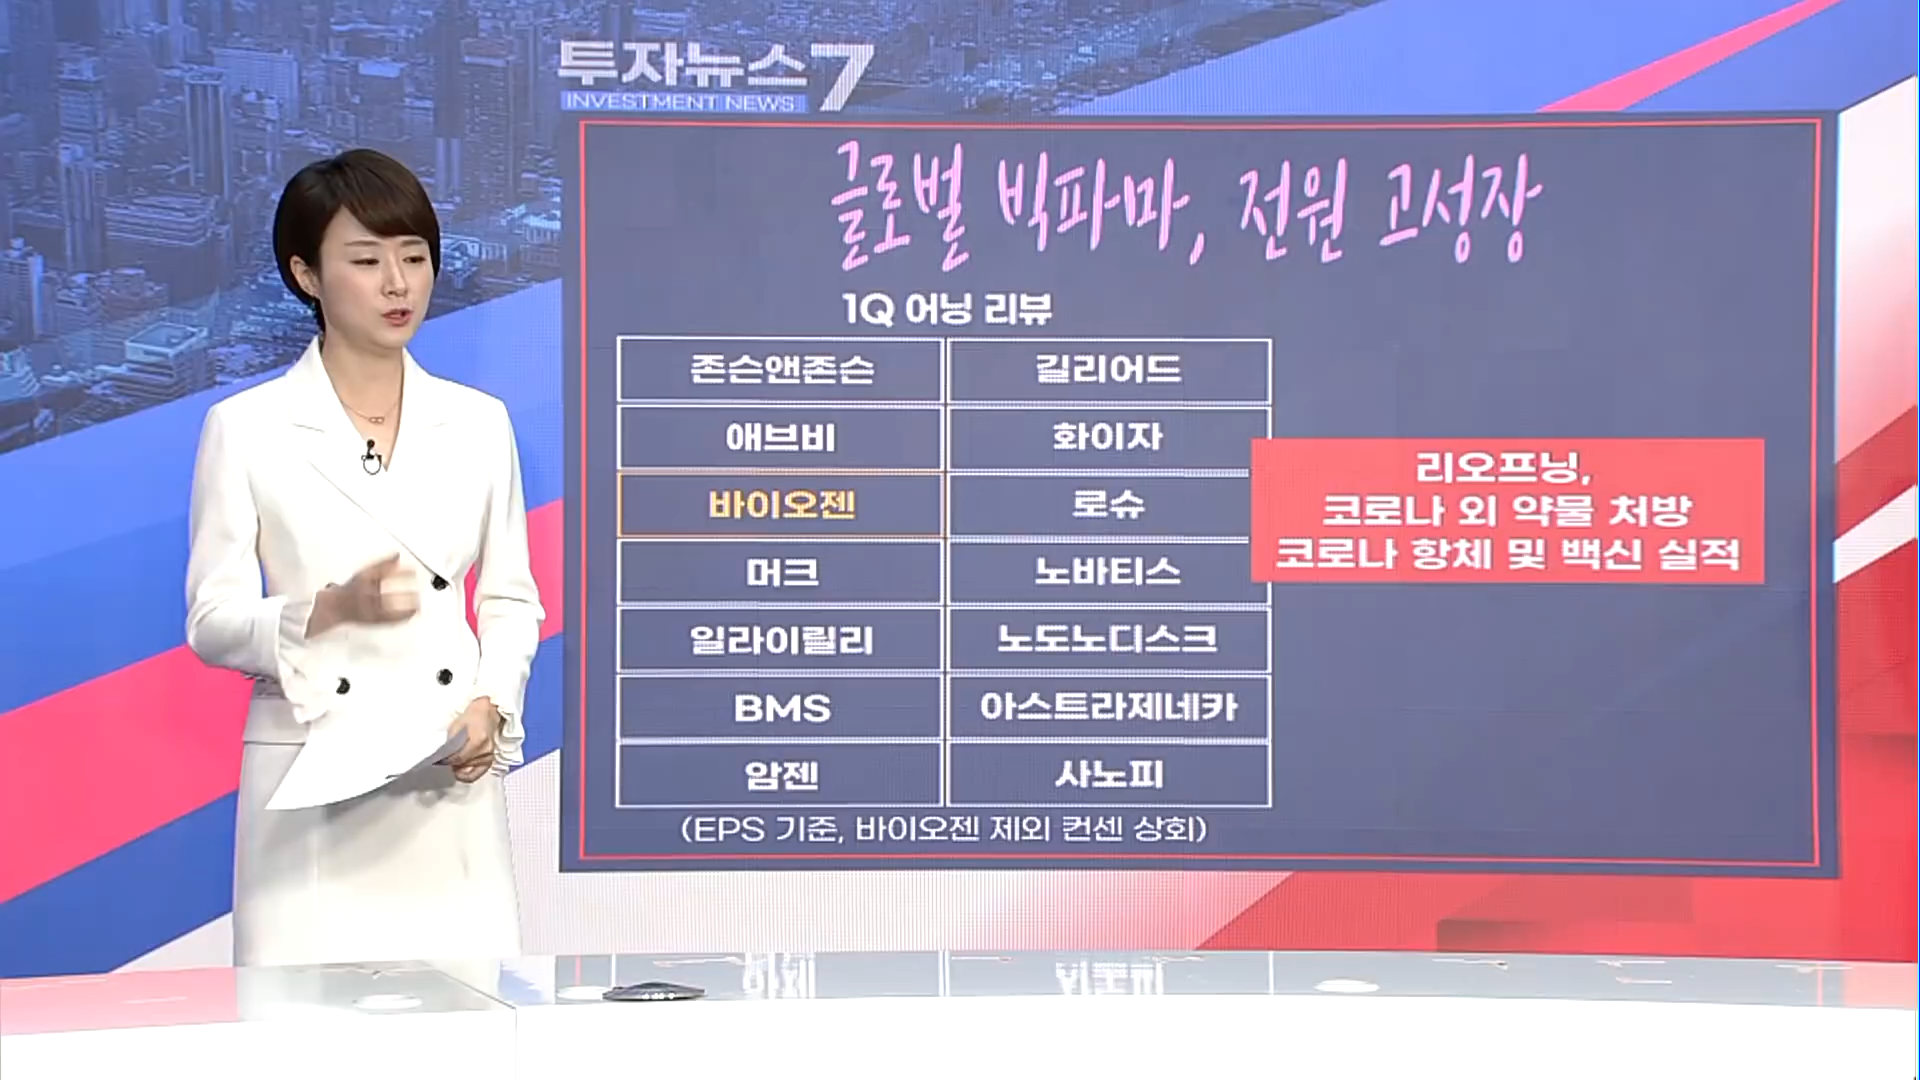 투자뉴스7
INVESTMENT NEWS
글로벌 빅파마, 전원 고성장
1Q 어닝 리뷰
존슨앤존슨 길리어드
애브비 화이자
바이오젠 로슈
머크 노바티스
일라이릴리 노도노디스크
BMS 아스트라제네카
암젠 사노피
(EPS 기준, 바이오젠 제외 컨센 상회)
리오프닝,
코로나 외 약물 처방
코로나 항체 및 백신 실적